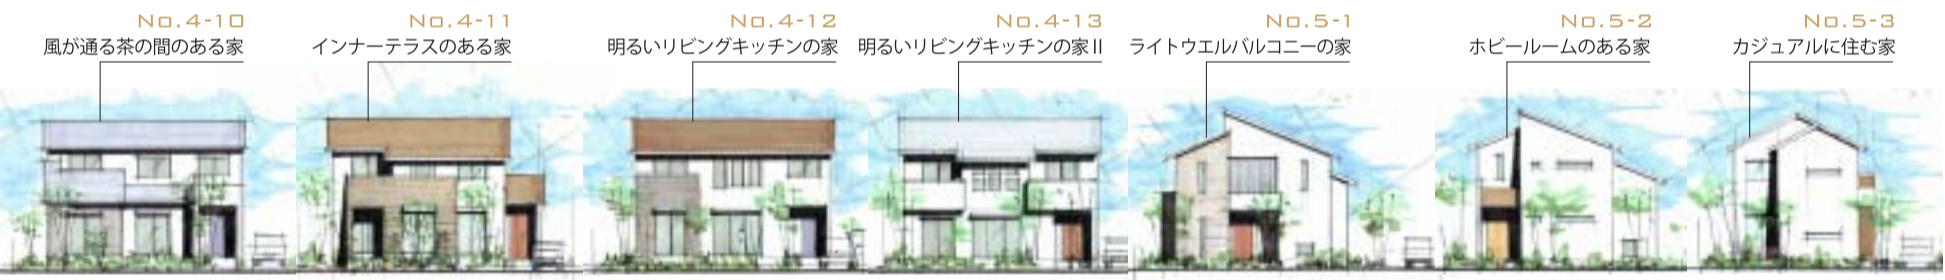 No.4-10
風が通る茶の間のある家
No.4-11
インナーテラスのある家
No.4-12
明るいリビングキッチンの家
No.4-13
明るいリビングキッチンの家Ⅱ
No.5-1
ライトウエルバルコニーの家
No.5-2
ホビールームのある家
No.5-3
カジュアルに住む家